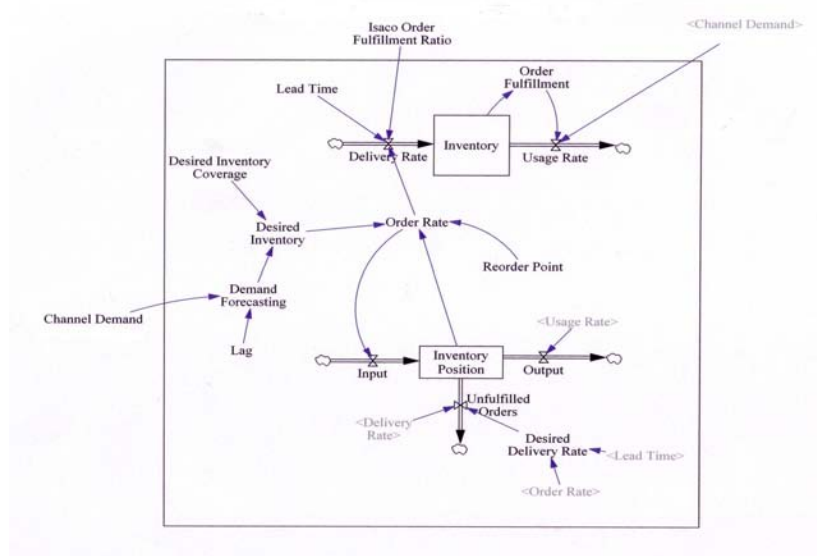 Isaco Order
Fulfillment Ratio
<Channel Demand>
Order
Fulfillment
Lead Time
Inventory
Delivery Rate
Usage Rate
Desired Inventory
Coverage
Desired
Inventory
Order Rate
Reorder Point
Demand
Forecasting
Channel Demand
Lag
<Usage Rate>
Inventory
Position
Input
Output
Unfulfilled
Orders
<Delivery
Rate>
Desired
Delivery Rate
<Lead Time>
<Order Rate>